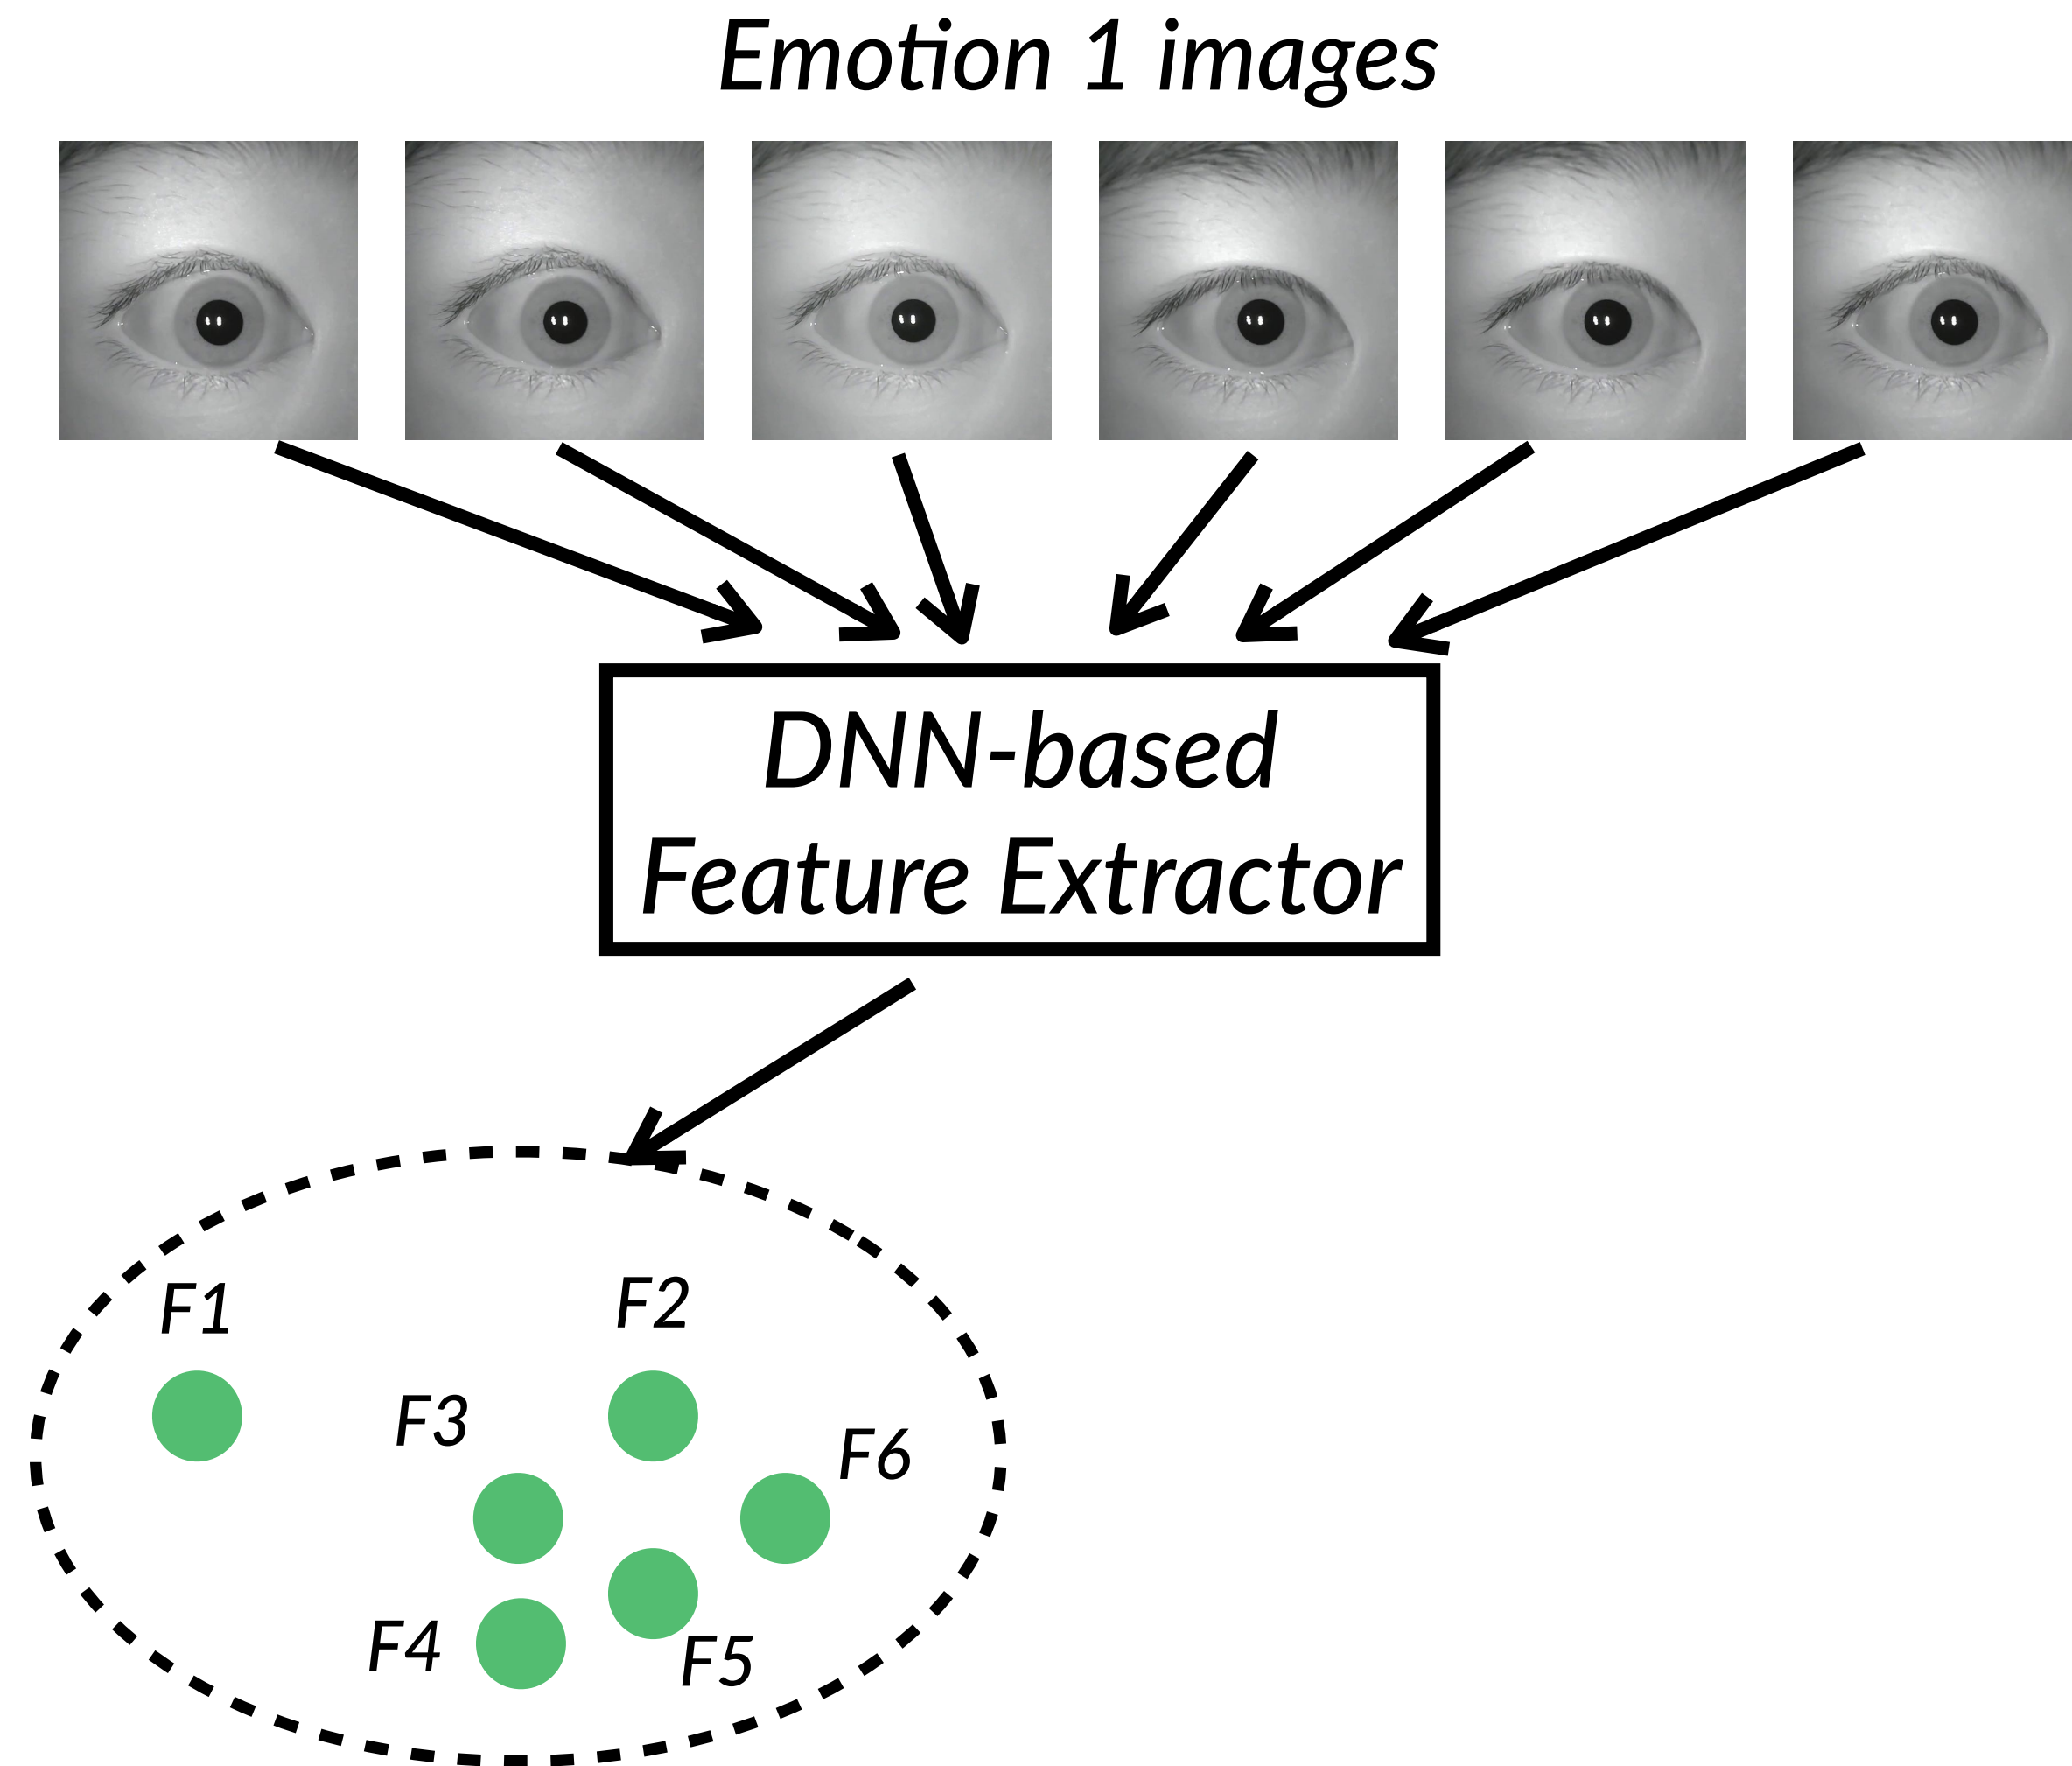 Emotion 1 images
DNN-based
Feature Extractor
F1
F2
F3
F6
F4
F5